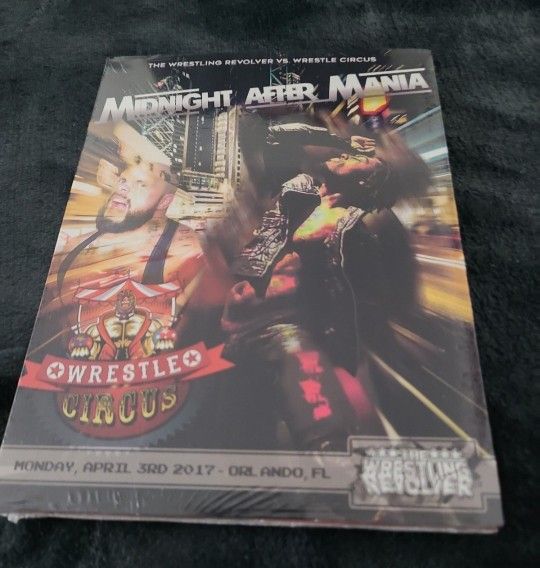 THE WRESTLING REVOLVER VS. WRESTLE CIRCUS
MIDNIGHT AFTER MANIA
WRESTLE
CIRCUS
MONDAY, APRIL 3RD 2017 - ORLANDO, FL
THE
WRESTLING
REVOLVER